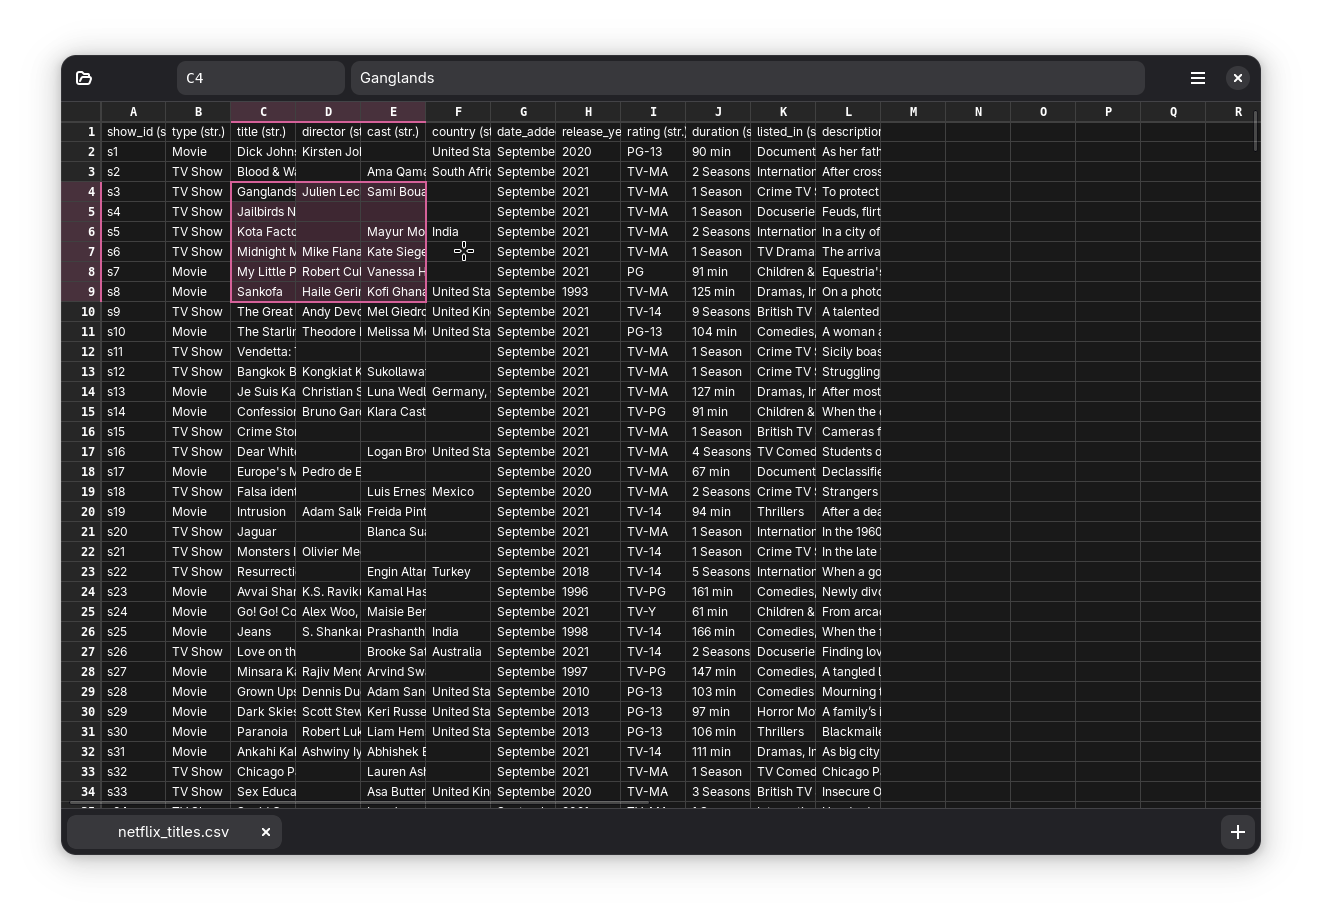 C4 Ganglands
A B C D E F G H I J K L M N O P Q R
1 show_id (s type (str.) title (str.) director (st cast (str.) country (st date_adde release_ye rating (str.) duration (s listed_in (s description
2 s1 Movie Dick Johns Kirsten Joh United Sta Septembe 2020 PG-13 90 min Document As her fath
3 s2 TV Show Blood & Wa Ama Qama South Afric Septembe 2021 TV-MA 2 Seasons Internation After cross
4 s3 TV Show Ganglands Julien Lec Sami Boua Septembe 2021 TV-MA 1 Season Crime TV S To protect
5 s4 TV Show Jailbirds N Septembe 2021 TV-MA 1 Season Docuserie Feuds, flirt
6 s5 TV Show Kota Facto Mayur Mo India Septembe 2021 TV-MA 2 Seasons Internation In a city of
7 s6 TV Show Midnight M Mike Flana Kate Siege Septembe 2021 TV-MA 1 Season TV Drama The arriva
8 s7 Movie My Little P Robert Cul Vanessa H Septembe 2021 PG 91 min Children & Equestria's
9 s8 Movie Sankofa Haile Gerim Kofi Ghana United Sta Septembe 1993 TV-MA 125 min Dramas, In On a photo
10 s9 TV Show The Great Andy Devo Mel Giedro United Kin Septembe 2021 TV-14 9 Seasons British TV A talented
11 s10 Movie The Starlin Theodore Melissa Mc United Sta Septembe 2021 PG-13 104 min Comedies, A woman a
12 s11 TV Show Vendetta: Septembe 2021 TV-MA 1 Season Crime TV S Sicily boas
13 s12 TV Show Bangkok B Kongkiat K Sukollawa Septembe 2021 TV-MA 1 Season Crime TV S Struggling
14 s13 Movie Je Suis Ka Christian S Luna Wedl Germany, Septembe 2021 TV-MA 127 min Dramas, In After most
15 s14 Movie Confession Bruno Garo Klara Cast Septembe 2021 TV-PG 91 min Children & When the c
16 s15 TV Show Crime Stor Septembe 2021 TV-MA 1 Season British TV Cameras f
17 s16 TV Show Dear White Logan Brow United Sta Septembe 2021 TV-MA 4 Seasons TV Comed Students o
18 s17 Movie Europe's M Pedro de E Septembe 2020 TV-MA 67 min Document Declassifie
19 s18 TV Show Falsa ident Luis Ernest Mexico Septembe 2020 TV-MA 2 Seasons Crime TV S Strangers
20 s19 Movie Intrusion Adam Salk Freida Pint Septembe 2021 TV-14 94 min Thrillers After a dea
21 s20 TV Show Jaguar Blanca Sua Septembe 2021 TV-MA 1 Season Internation In the 1960
22 s21 TV Show Monsters Olivier Me Septembe 2021 TV-14 1 Season Crime TV S In the late
23 s22 TV Show Resurrecti Engin Altan Turkey Septembe 2018 TV-14 5 Seasons Internation When a go
24 s23 Movie Avvai Shan K.S. Raviku Kamal Has Septembe 1996 TV-PG 161 min Comedies, Newly divo
25 s24 Movie Go! Go! Co Alex Woo, Maisie Ben Septembe 2021 TV-Y 61 min Children & From arcad
26 s25 Movie Jeans S. Shankar Prashanth India Septembe 1998 TV-14 166 min Comedies, When the f
27 s26 TV Show Love on th Brooke Sat Australia Septembe 2021 TV-14 2 Seasons Docuserie Finding lov
28 s27 Movie Minsara Ka Rajiv Meno Arvind Sw Septembe 1997 TV-PG 147 min Comedies, A tangled l
29 s28 Movie Grown Ups Dennis Du Adam San United Sta Septembe 2010 PG-13 103 min Comedies Mourning t
30 s29 Movie Dark Skies Scott Stew Keri Russe United Sta Septembe 2013 PG-13 97 min Horror Mo A family's i
31 s30 Movie Paranoia Robert Luk Liam Hem United Sta Septembe 2013 PG-13 106 min Thrillers Blackmaile
32 s31 Movie Ankahi Kah Ashwiny Iy Abhishek B Septembe 2021 TV-14 111 min Dramas, In As big city
33 s32 TV Show Chicago P Lauren Ash Septembe 2021 TV-MA 1 Season TV Comed Chicago P
34 s33 TV Show Sex Educa Asa Butter United Kin Septembe 2020 TV-MA 3 Seasons British TV Insecure O
netflix_titles.csv